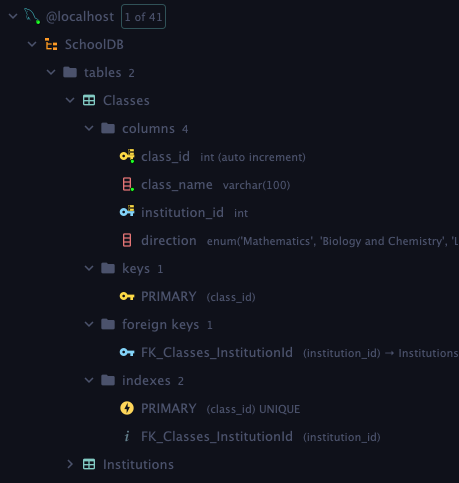 @localhost 1 of 41
SchoolDB
tables 2
Classes
columns 4
class_id int (auto increment)
class_name varchar(100)
institution_id int
direction enum('Mathematics', 'Biology and Chemistry', 'L
keys 1
PRIMARY (class_id)
foreign keys 1
FK_Classes_InstitutionId (institution_id) → Institutions
indexes 2
PRIMARY (class_id) UNIQUE
i FK_Classes_InstitutionId (institution_id)
Institutions